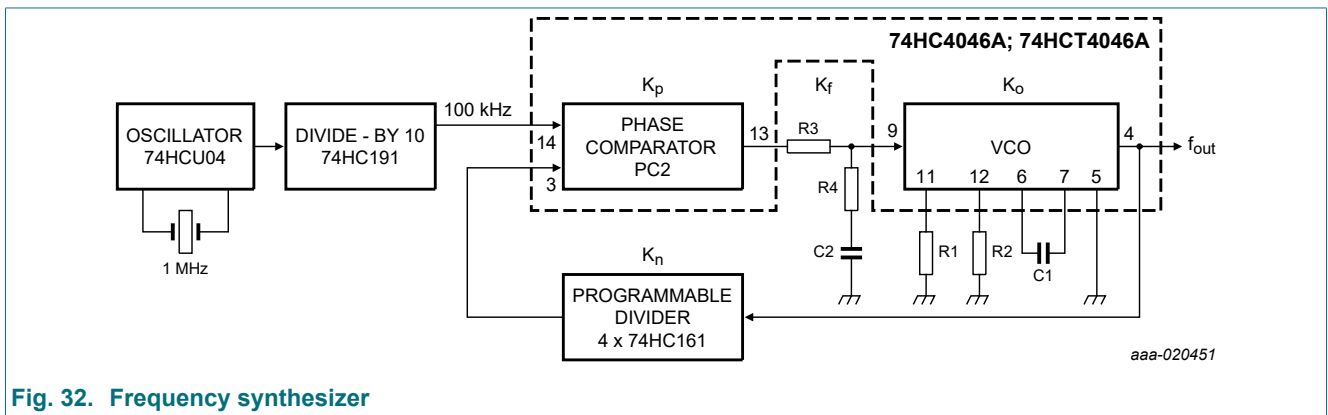 74HC4046A; 74HCT4046A
Kp
Kf
Ko
100 kHz
OSCILLATOR
74HCU04
DIVIDE - BY 10
74HC191
14
3
PHASE
COMPARATOR
PC2
13
R3
9
VCO
4
fout
11
12
6
7
5
R4
C2
R1
R2
C1
1 MHz
Kn
PROGRAMMABLE
DIVIDER
4 x 74HC161
aaa-020451
Fig. 32. Frequency synthesizer